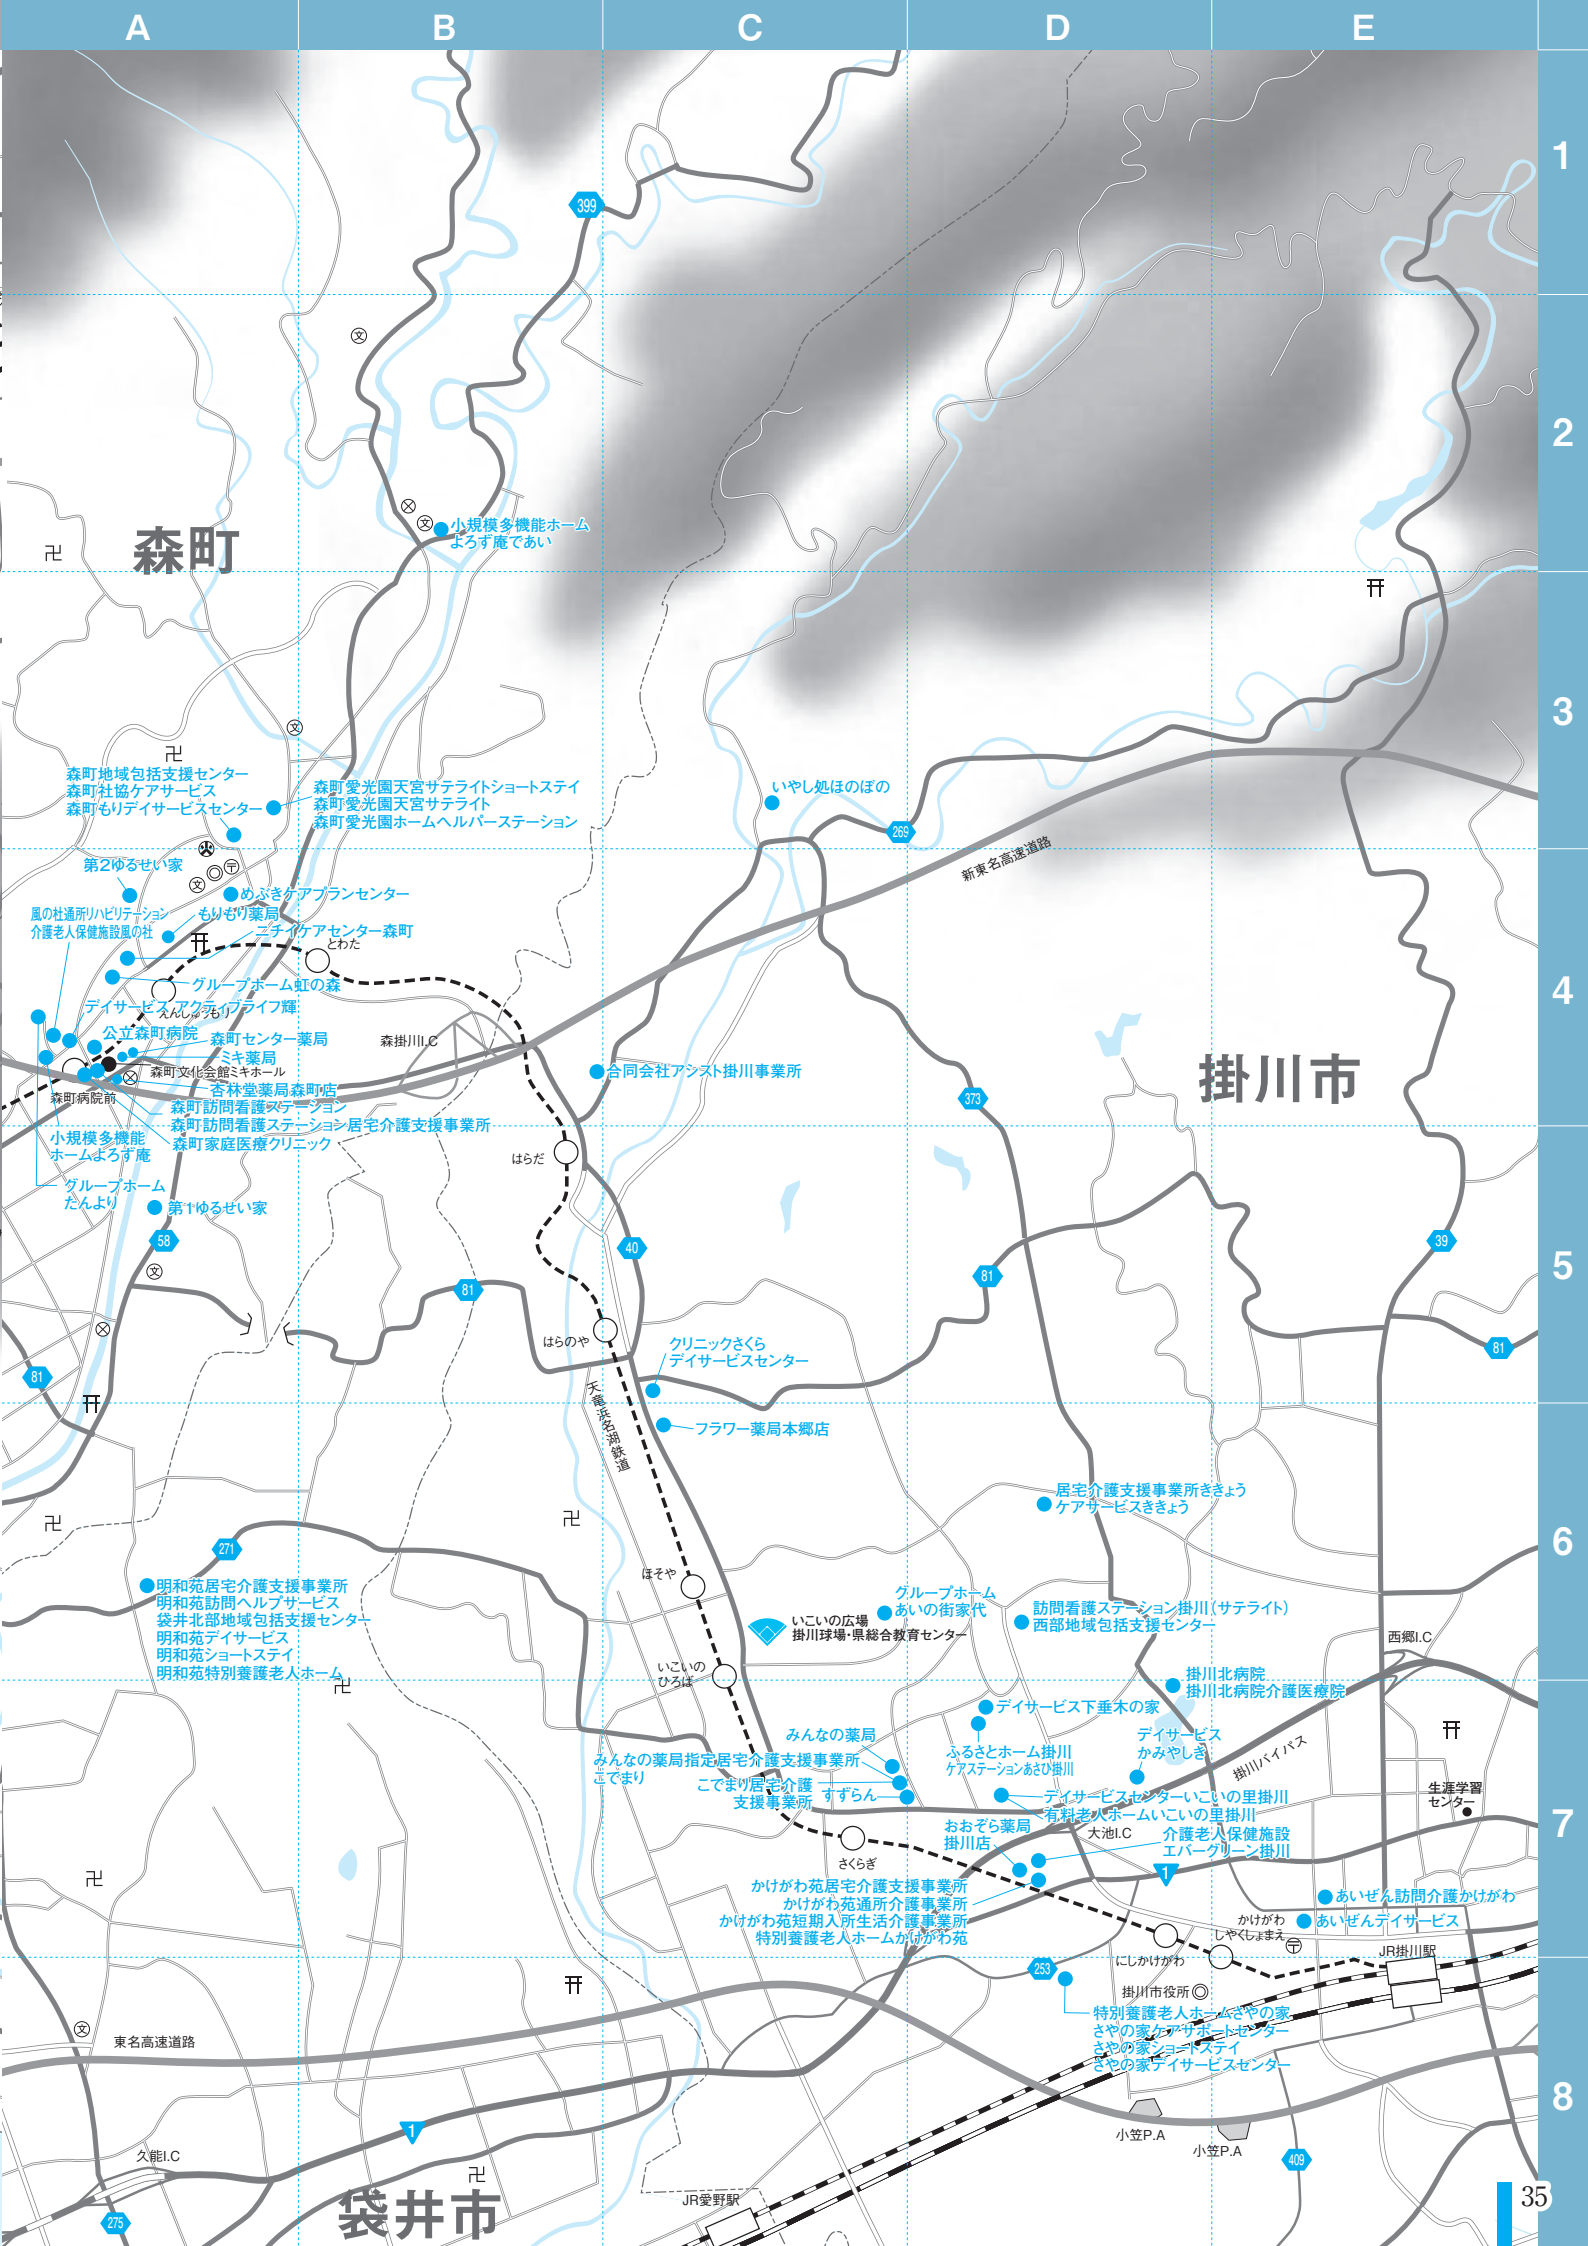 A
B
C
D
E
1
399
2
小規模多機能ホーム
よろず庵であい
森町
3
森町地域包括支援センター
森町社協ケアサービス
森町もりデイサービスセンター
森町愛光園天宮サテライトショートステイ
森町愛光園天宮サテライト
森町愛光園ホームヘルパーステーション
いやし処ほのぼの
269
新東名高速道路
第2ゆるせい家
めぶきケアプランセンター
風の杜通所リハビリテーション
介護老人保健施設風の杜
もりもり薬局
ニチイケアセンター森町
とわた
グループホーム虹の森
4
デイサービス アクティブライフ輝
えんしゅうもり
公立森町病院
森町センター薬局
ミキ薬局
森町文化会館ミキホール
森掛川I.C
合同会社アシスト掛川事業所
掛川市
杏林堂薬局森町店
森町病院前
森町訪問看護ステーション
森町訪問看護ステーション居宅介護支援事業所
森町家庭医療クリニック
373
小規模多機能
ホームよろず庵
はらだ
グループホーム
たんより
第1ゆるせい家
58
40
39
5
81
81
はらのや
クリニックさくら
デイサービスセンター
81
81
天竜浜名湖鉄道
フラワー薬局本郷店
居宅介護支援事業所ききょう
ケアサービスききょう
6
271
明和苑居宅介護支援事業所
明和苑訪問ヘルプサービス
袋井北部地域包括支援センター
明和苑デイサービス
明和苑ショートステイ
明和苑特別養護老人ホーム
ほそや
グループホーム
あいの街家代
いこいの広場
掛川球場・県総合教育センター
訪問看護ステーション掛川（サテライト）
西部地域包括支援センター
西郷I.C
いこいの
ひろば
掛川北病院
掛川北病院介護医療院
デイサービス下垂木の家
みんなの薬局
ふるさとホーム掛川
ケアステーションあさひ掛川
デイサービス
かみやしき
みんなの薬局指定居宅介護支援事業所
こでまり
こでまり居宅介護
支援事業所
すずらん
掛川バイパス
デイサービスセンターいこいの里掛川
有料老人ホームいこいの里掛川
生涯学習
センター
7
おおぞら薬局
掛川店
大池I.C
介護老人保健施設
エバーグリーン掛川
さくらぎ
1
かけがわ苑居宅介護支援事業所
かけがわ苑通所介護事業所
かけがわ苑短期入所生活介護事業所
特別養護老人ホームかけがわ苑
あいぜん訪問介護かけがわ
あいぜんデイサービス
かけがわ
しやくしょまえ
JR掛川駅
にしかけがわ
253
掛川市役所
特別養護老人ホームさやの家
さやの家ケアサポートセンター
さやの家ショートステイ
さやの家デイサービスセンター
東名高速道路
8
1
小笠P.A
小笠P.A
久能I.C
409
袋井市
JR愛野駅
275
35